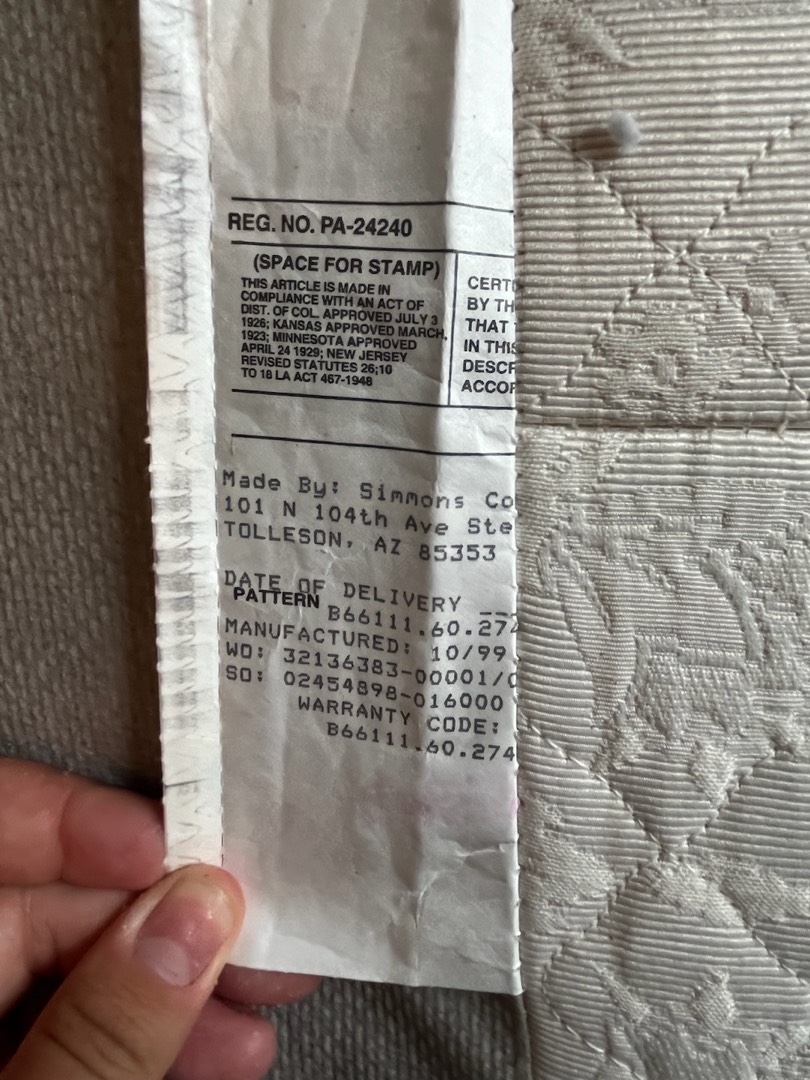 REG. NO. PA-24240
(SPACE FOR STAMP)
THIS ARTICLE IS MADE IN
COMPLIANCE WITH AN ACT OF
DIST. OF COL. APPROVED JULY 3
1926; KANSAS APPROVED MARCH,
1923; MINNESOTA APPROVED
APRIL 24 1929; NEW JERSEY
REVISED STATUTES 26;10
TO 18 LA ACT 467-1948
CERT
BY TH
THAT
IN THIS
DESC
ACCO
Made By: Simmons Co
101 N 104th Ave Ste
TOLLESON, AZ 85353
DATE OF DELIVERY
PATTERN
B66111.60.274
MANUFACTURED: 10/99
WO: 32136383-00001/0
SO: 02454898-016000
WARRANTY CODE:
B66111.60.274